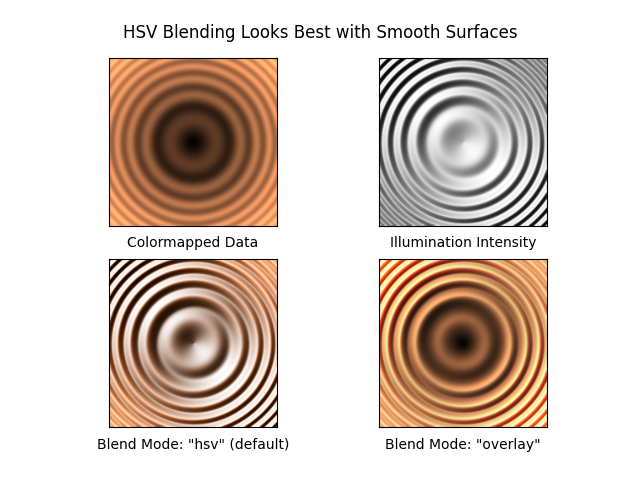 HSV Blending Looks Best with Smooth Surfaces
Colormapped Data
Illumination Intensity
Blend Mode: "hsv" (default)
Blend Mode: "overlay"